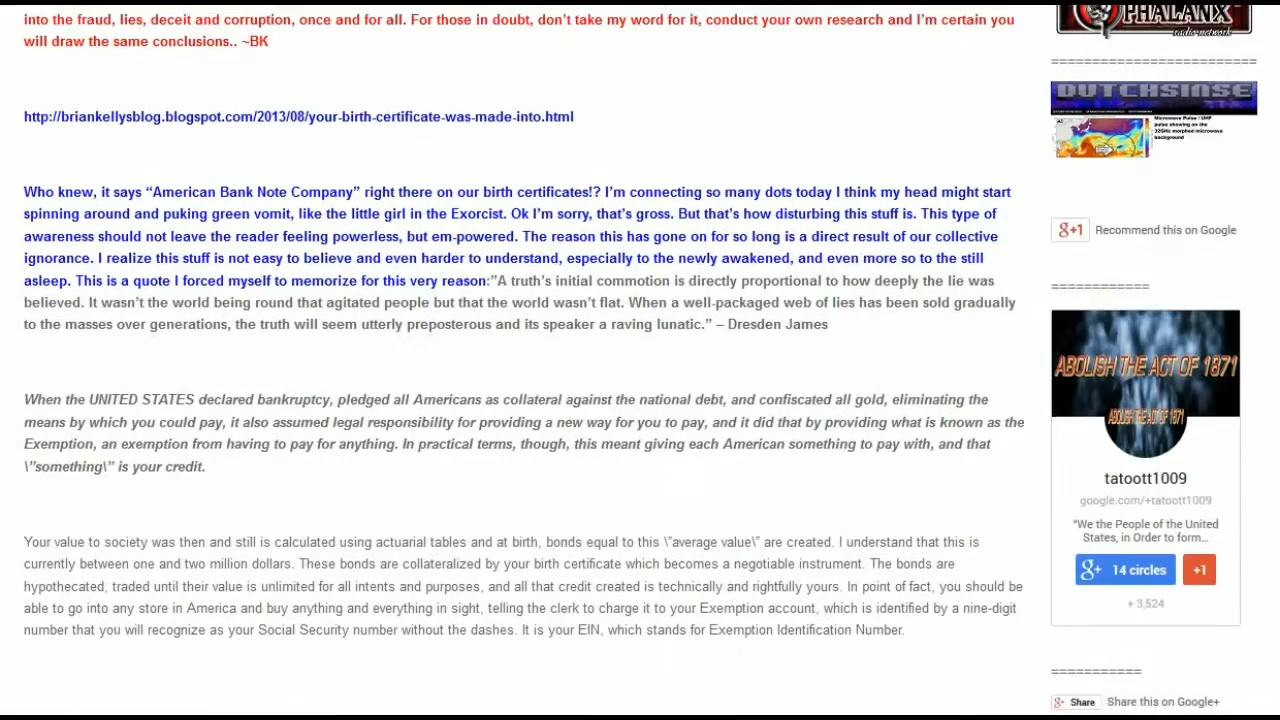 into the fraud, lies, deceit and corruption, once and for all. For those in doubt, don't take my word for it, conduct your own research and I'm certain you
will draw the same conclusions.. ~BK
http://briankellysblog.blogspot.com/2013/08/your-birth-certificate-was-made-into.html
Who knew, it says “American Bank Note Company” right there on our birth certificates!? I'm connecting so many dots today I think my head might start
spinning around and puking green vomit, like the little girl in the Exorcist. Ok I'm sorry, that's gross. But that's how disturbing this stuff is. This type of
awareness should not leave the reader feeling powerless, but em-powered. The reason this has gone on for so long is a direct result of our collective
ignorance. I realize this stuff is not easy to believe and even harder to understand, especially to the newly awakened, and even more so to the still
asleep. This is a quote I forced myself to memorize for this very reason:”A truth's initial commotion is directly proportional to how deeply the lie was
believed. It wasn't the world being round that agitated people but that the world wasn't flat. When a well-packaged web of lies has been sold gradually
to the masses over generations, the truth will seem utterly preposterous and its speaker a raving lunatic.” – Dresden James
When the UNITED STATES declared bankruptcy, pledged all Americans as collateral against the national debt, and confiscated all gold, eliminating the
means by which you could pay, it also assumed legal responsibility for providing a new way for you to pay, and it did that by providing what is known as the
Exemption, an exemption from having to pay for anything. In practical terms, though, this meant giving each American something to pay with, and that
\”something\” is your credit.
Your value to society was then and still is calculated using actuarial tables and at birth, bonds equal to this \”average value\” are created. I understand that this is
currently between one and two million dollars. These bonds are collateralized by your birth certificate which becomes a negotiable instrument. The bonds are
hypothecated, traded until their value is unlimited for all intents and purposes, and all that credit created is technically and rightfully yours. In point of fact, you should be
able to go into any store in America and buy anything and everything in sight, telling the clerk to charge it to your Exemption account, which is identified by a nine-digit
number that you will recognize as your Social Security number without the dashes. It is your EIN, which stands for Exemption Identification Number.
PHALANX
radio network
=========================
DUTCHSINSE
Microwave Pulse / UHF
pulse showing on the
32GHz morphed microwave
background
g+1 Recommend this on Google
============
ABOLISH THE ACT OF 1871
ABOLISH THE ACT OF 1871
tatoott1009
google.com/+tatoott1009
“We the People of the United
States, in Order to form...
g+ 14 circles +1
+ 3,524
===========
g+ Share Share this on Google+